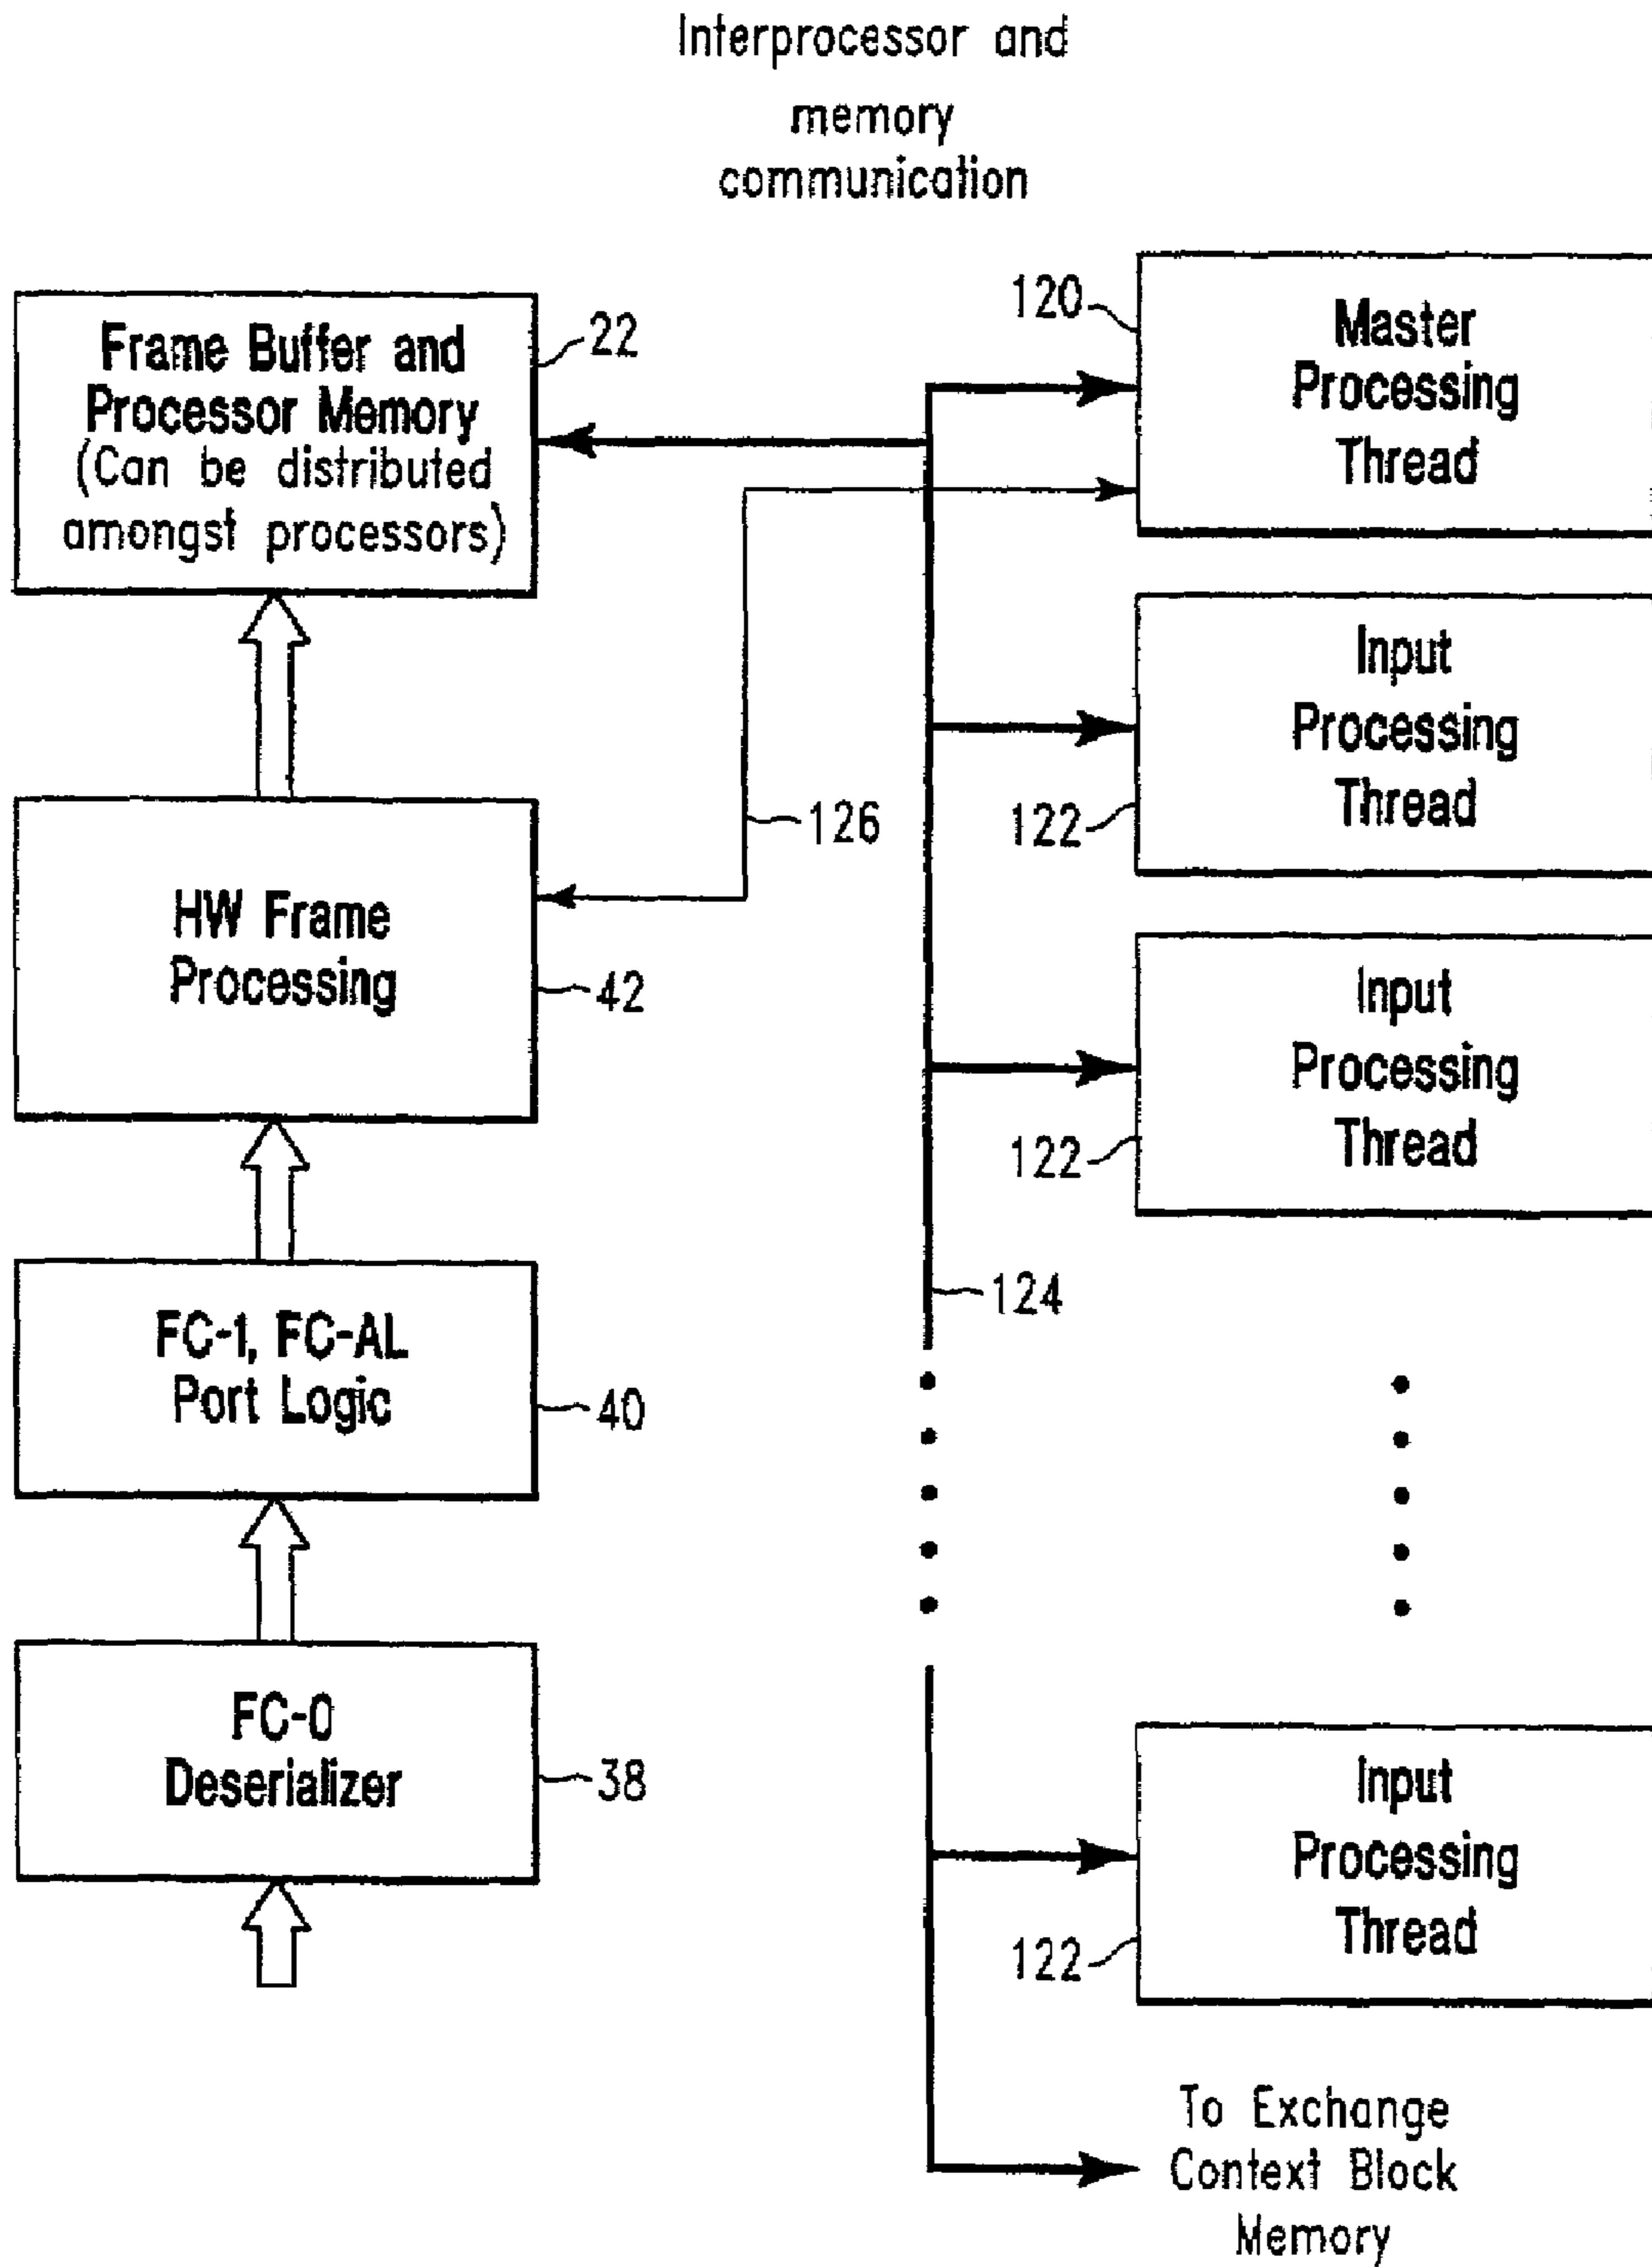 Interprocessor and
memory
communication
Frame Buffer and
Processor Memory
(Can be distributed
amongst processors)
22
120
Master
Processing
Thread
Input
Processing
Thread
122
126
HW Frame
Processing
42
Input
Processing
Thread
122
124
FC-1, FC-AL
Port Logic
40
FC-0
Deserializer
38
Input
Processing
Thread
122
To Exchange
Context Block
Memory